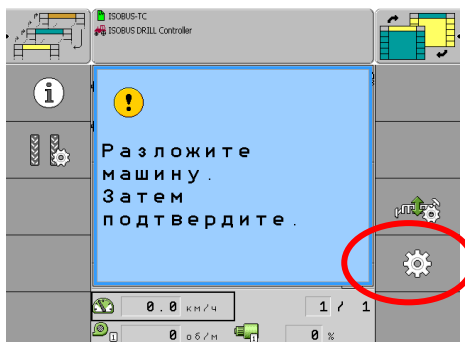 ISOBUS-TC
ISOBUS DRILL Controller
Разложите
машину.
Затем
подтвердите.
0.0 км/ч
1 / 1
0 об/м
0 %